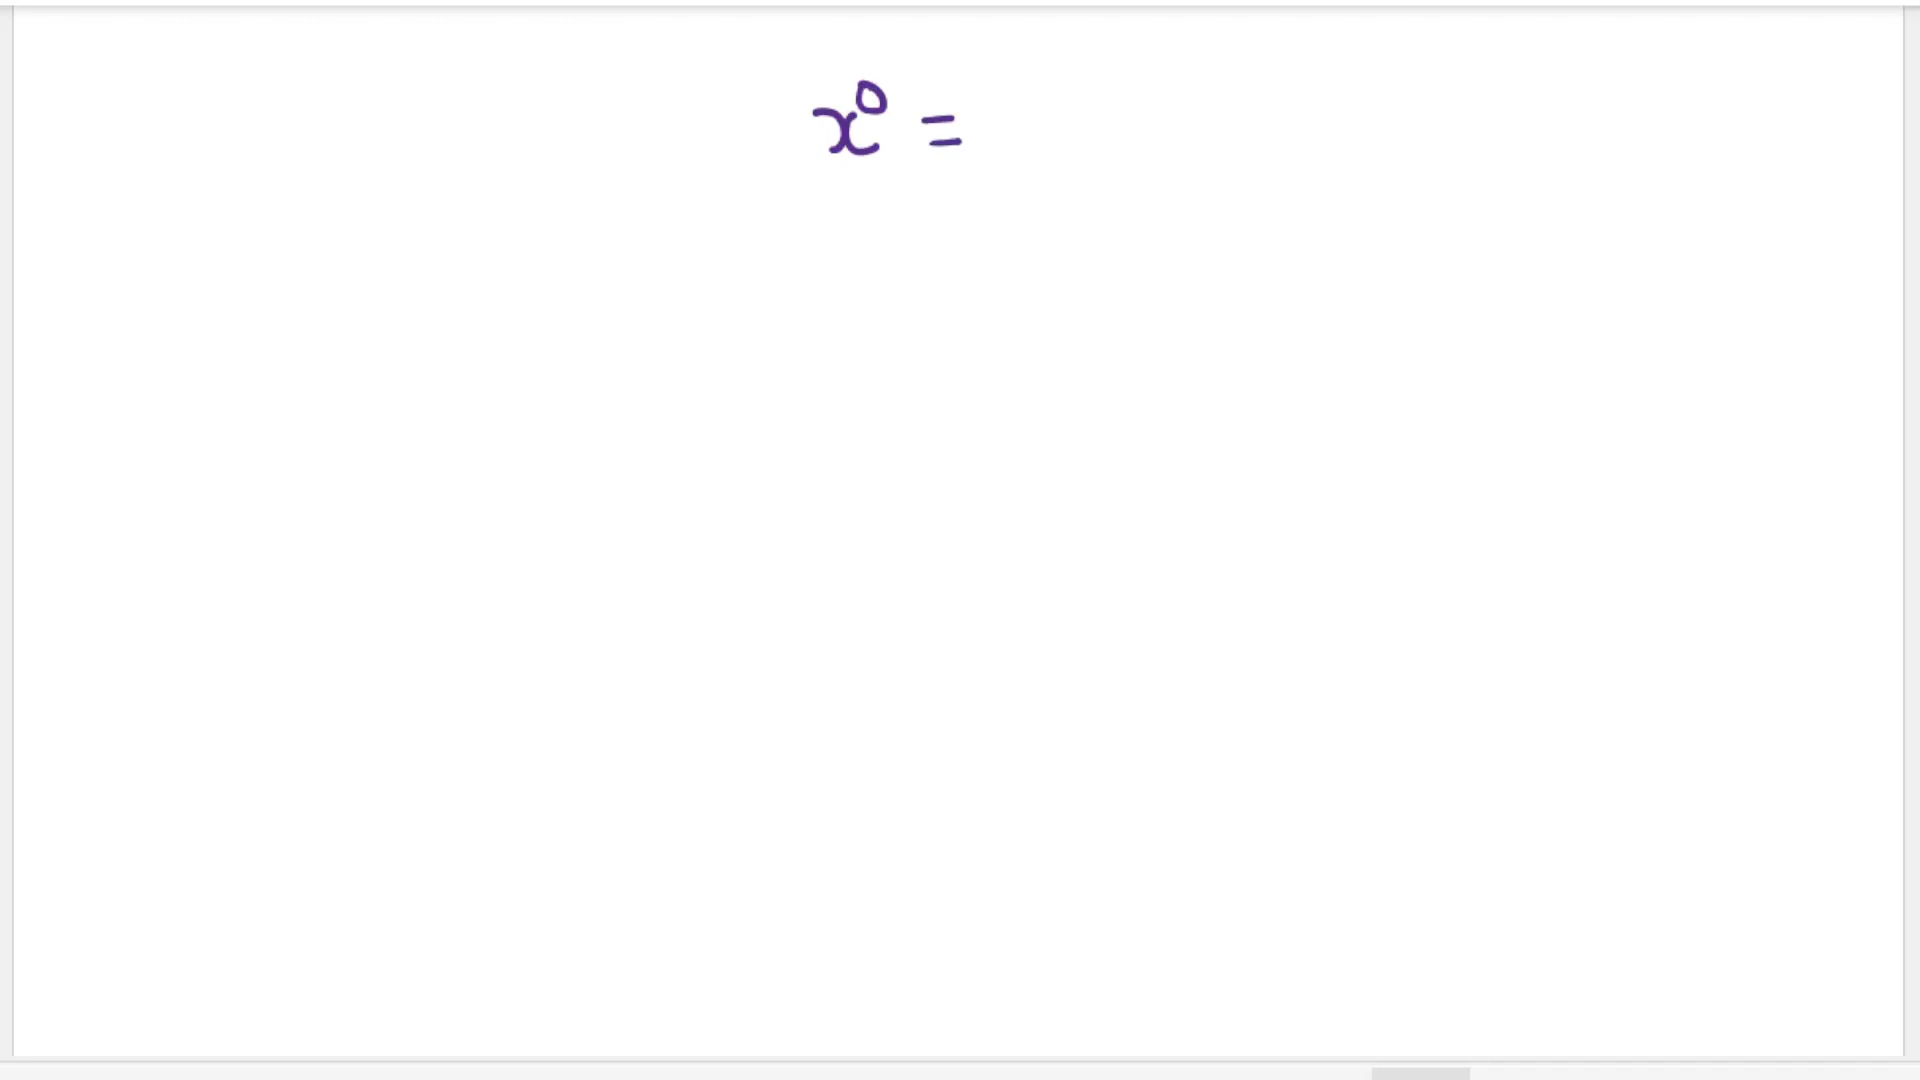 x⁰ =